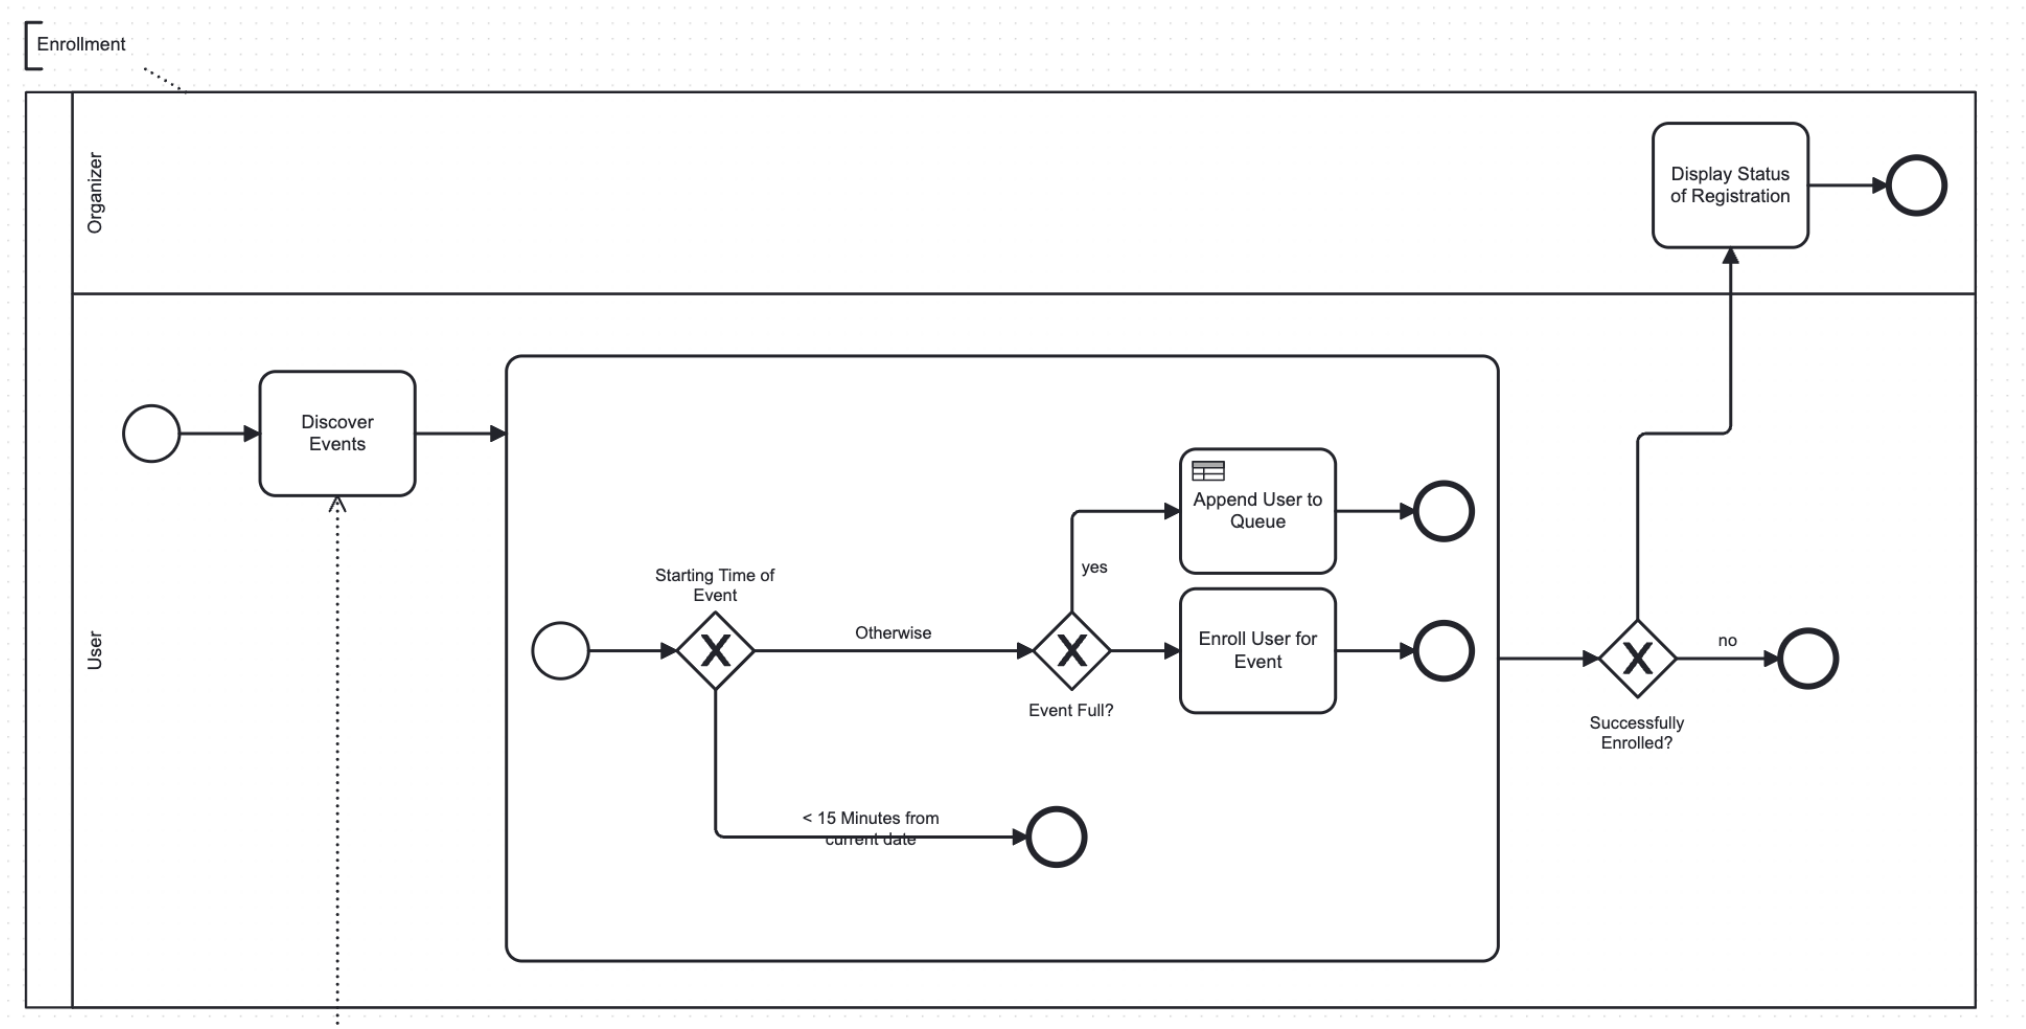 Enrollment
Organizer
Display Status
of Registration
User
Discover
Events
Append User to
Queue
yes
Starting Time of
Event
Otherwise
Enroll User for
Event
Event Full?
no
Successfully
Enrolled?
< 15 Minutes from
current date